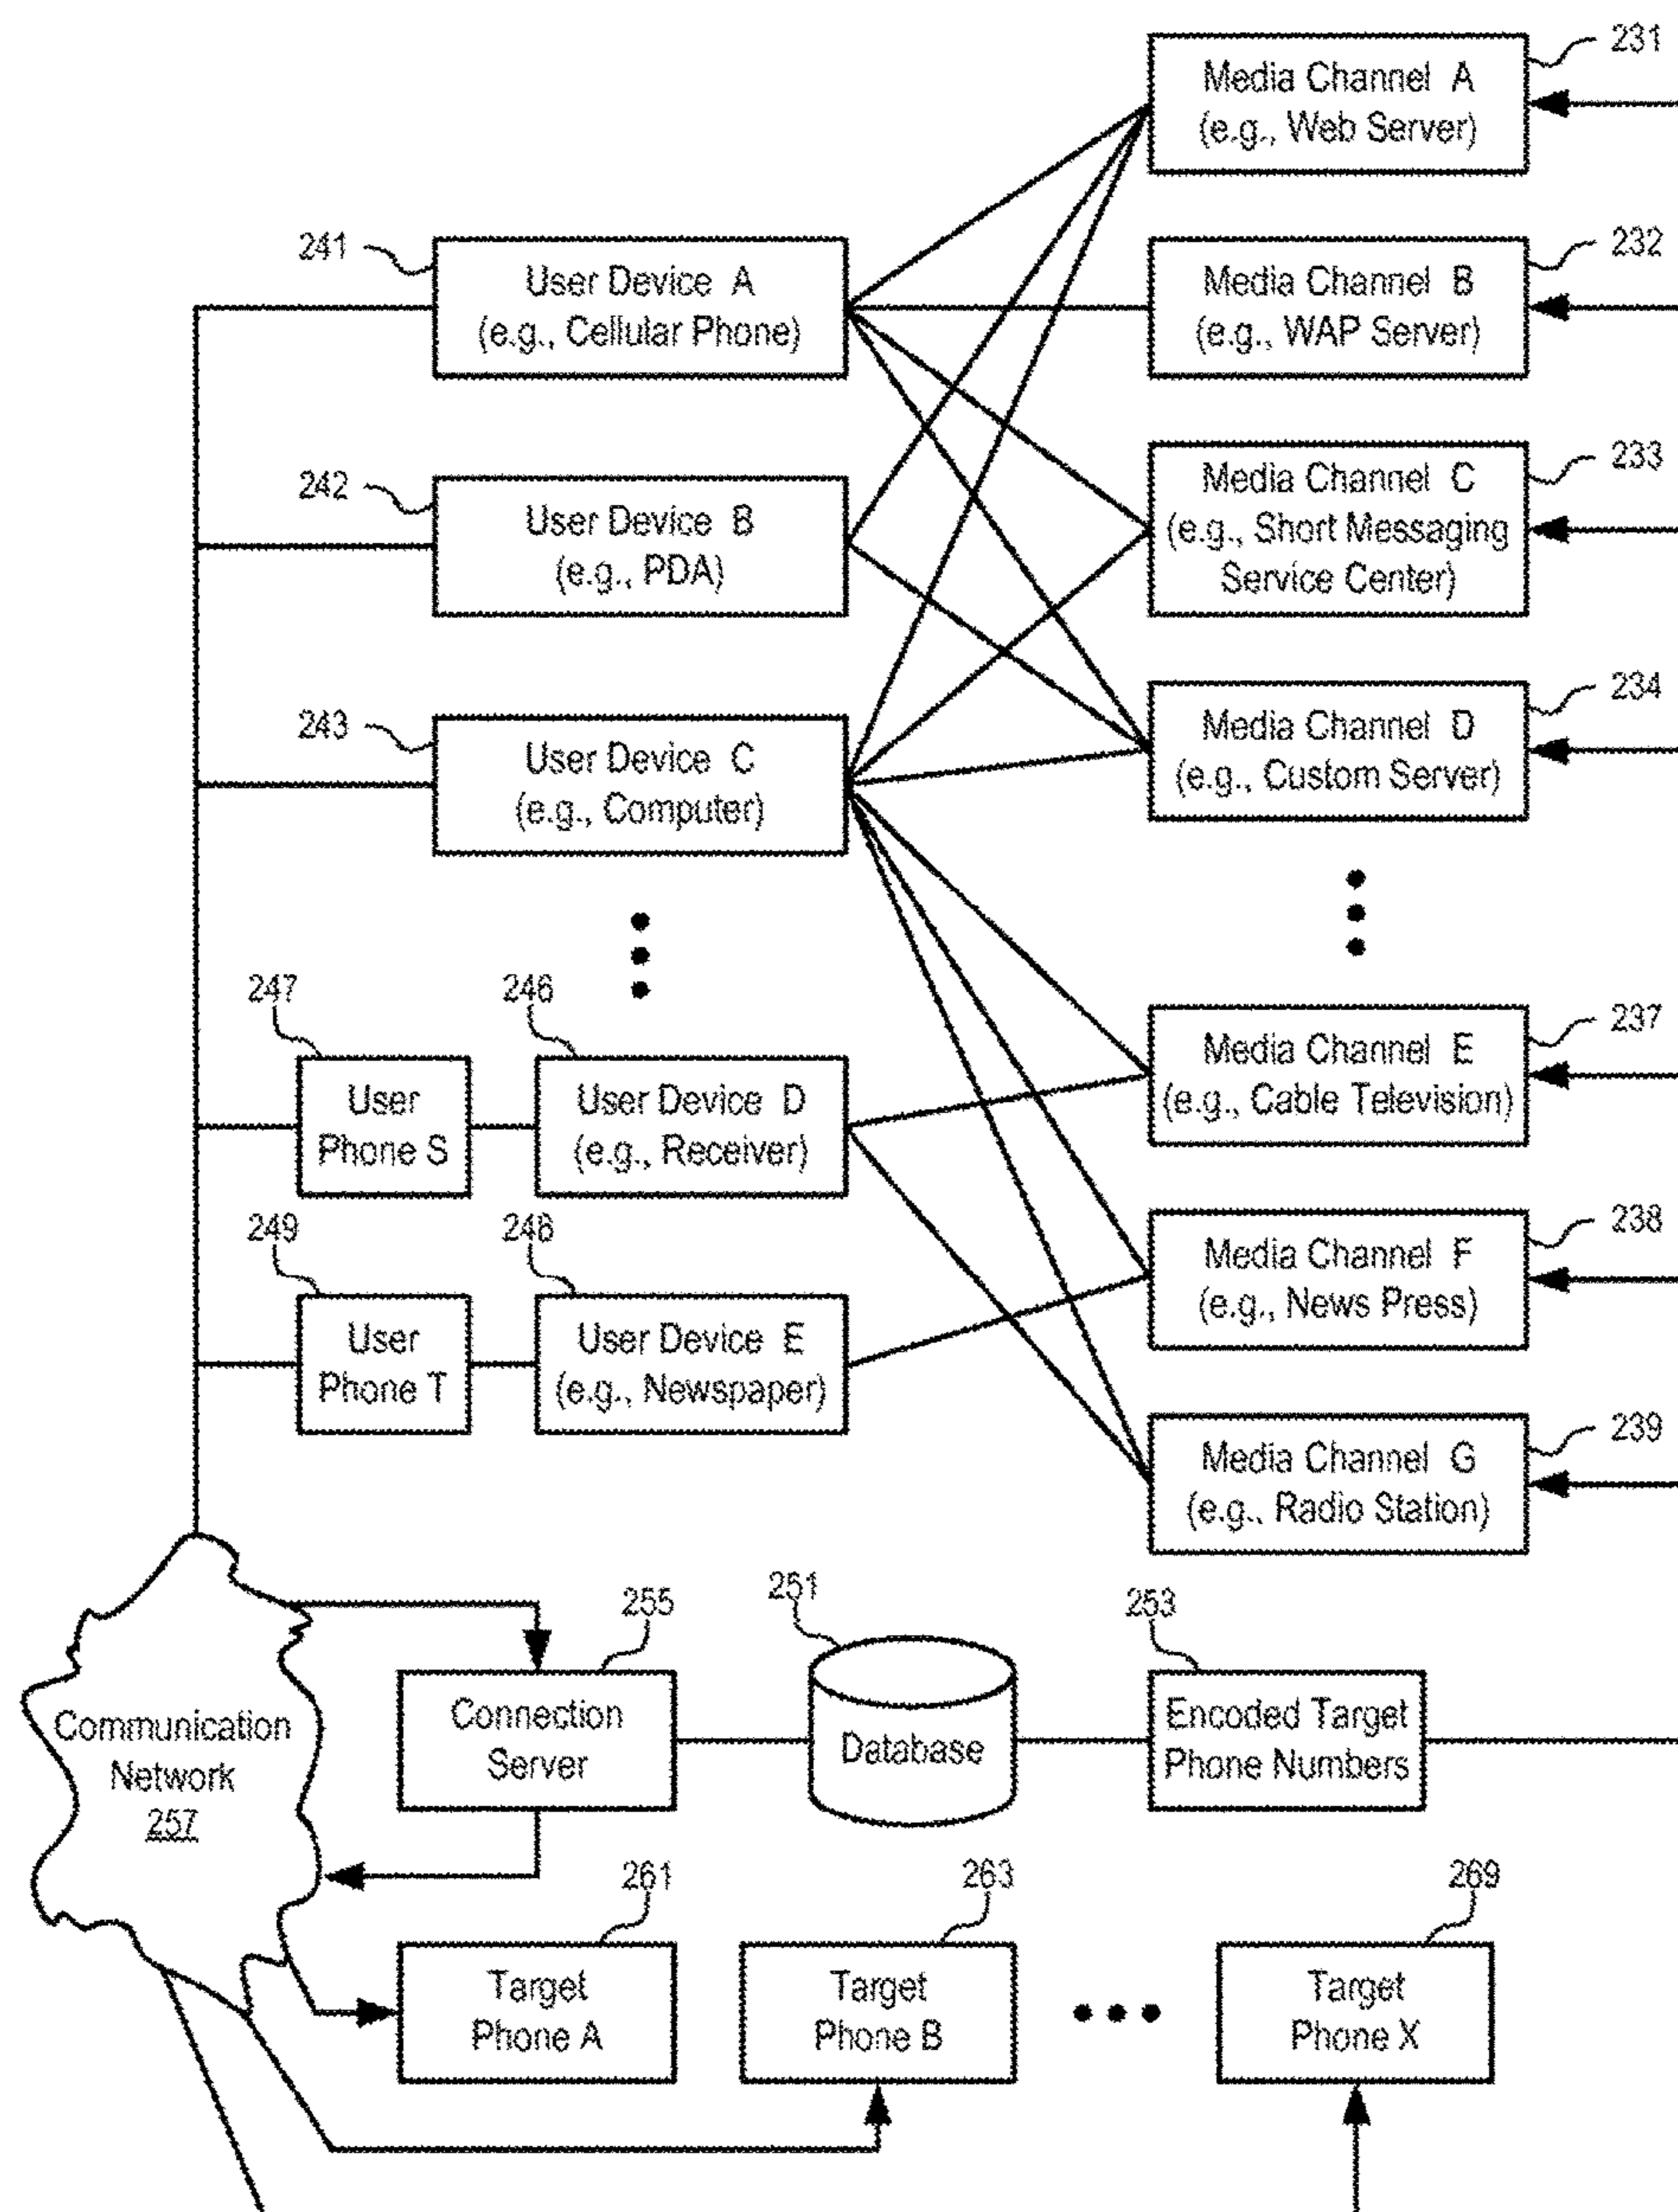 231
Media Channel A
(e.g., Web Server)
241
User Device A
(e.g., Cellular Phone)
232
Media Channel B
(e.g., WAP Server)
242
User Device B
(e.g., PDA)
233
Media Channel C
(e.g., Short Messaging
Service Center)
243
User Device C
(e.g., Computer)
234
Media Channel D
(e.g., Custom Server)
247
User
Phone S
246
User Device D
(e.g., Receiver)
237
Media Channel E
(e.g., Cable Television)
249
User
Phone T
248
User Device E
(e.g., Newspaper)
238
Media Channel F
(e.g., News Press)
239
Media Channel G
(e.g., Radio Station)
Communication
Network
257
255
Connection
Server
251
Database
253
Encoded Target
Phone Numbers
261
Target
Phone A
263
Target
Phone B
269
Target
Phone X